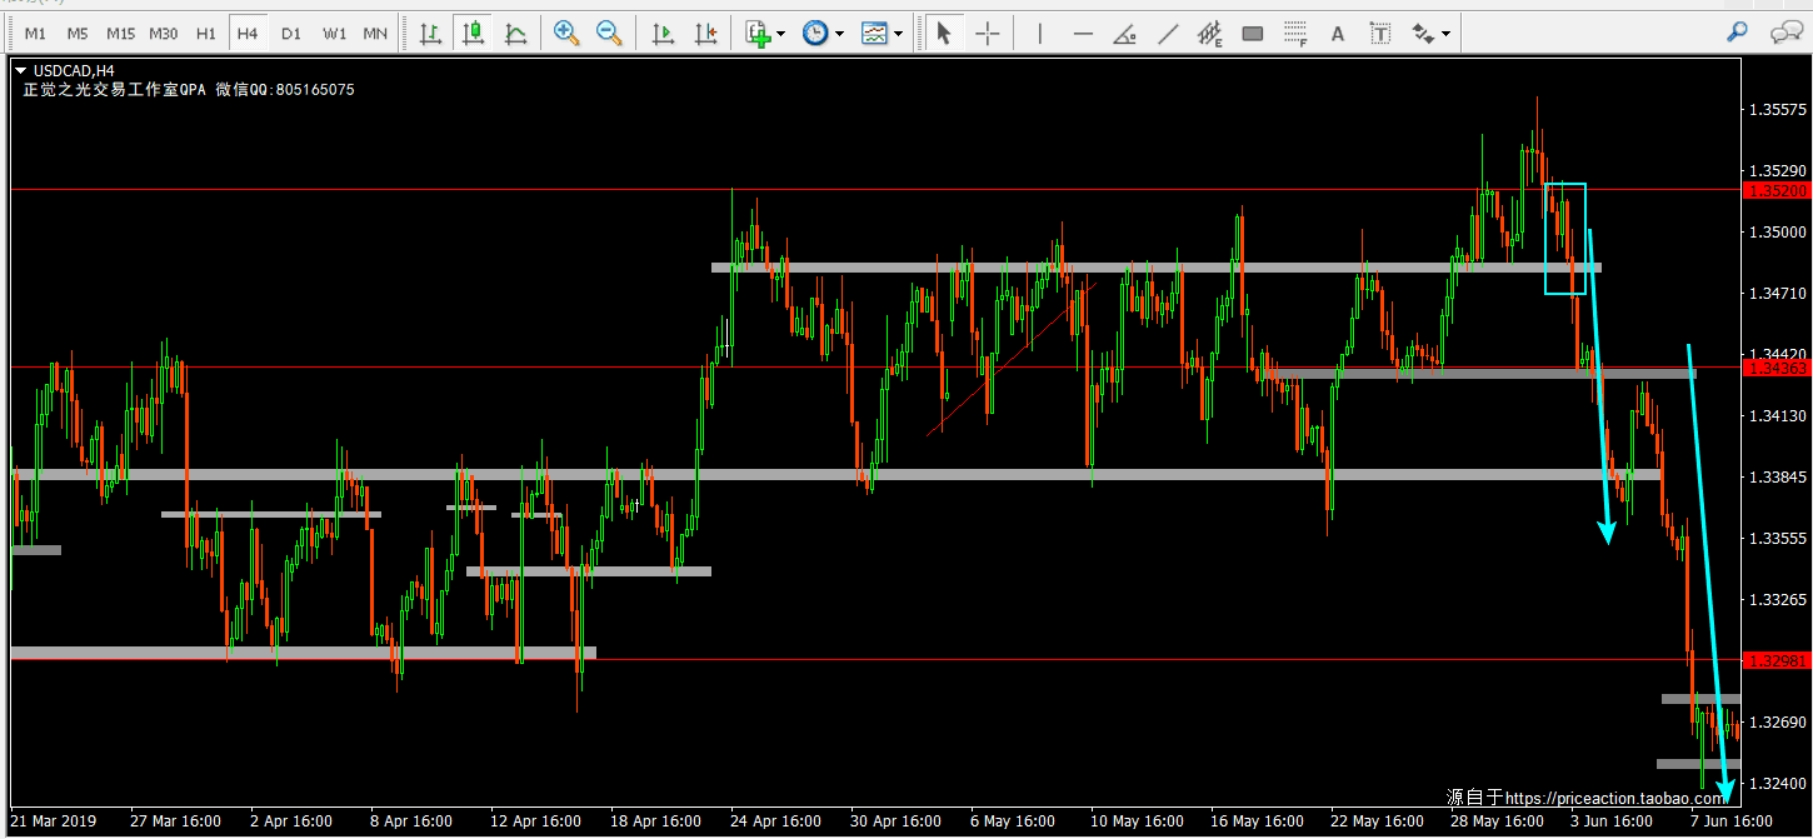 M1 M5 M15 M30 H1 H4 D1 W1 MN E F A T
USDCAD,H4
正觉之光交易工作室QPA 微信QQ:805165075
1.35575
1.35290
1.35200
1.35000
1.34710
1.34420
1.34363
1.34130
1.33845
1.33555
1.33265
1.32981
1.32690
1.32400
源自于https://priceaction.taobao.com
21 Mar 2019 27 Mar 16:00 2 Apr 16:00 8 Apr 16:00 12 Apr 16:00 18 Apr 16:00 24 Apr 16:00 30 Apr 16:00 6 May 16:00 10 May 16:00 16 May 16:00 22 May 16:00 28 May 16:00 3 Jun 16:00 7 Jun 16:00